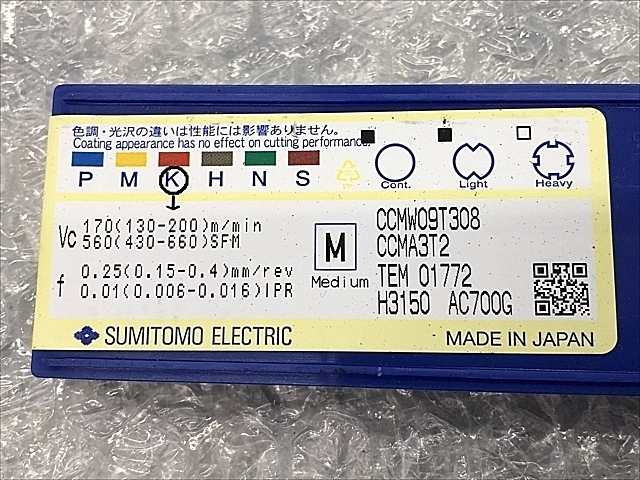 色調・光沢の違いは性能には影響ありません。
Coating appearance has no effect on cutting performance.
P M K H N S
PP
Cont. Light Heavy
Vc 170(130-200)m/min
560(430-660)SFM
f 0.25(0.15-0.4)mm/rev
0.01(0.006-0.016)IPR
M
Medium
CCMW09T308
CCMA3T2
TEM 01772
H3150 AC700G
SUMITOMO ELECTRIC
MADE IN JAPAN